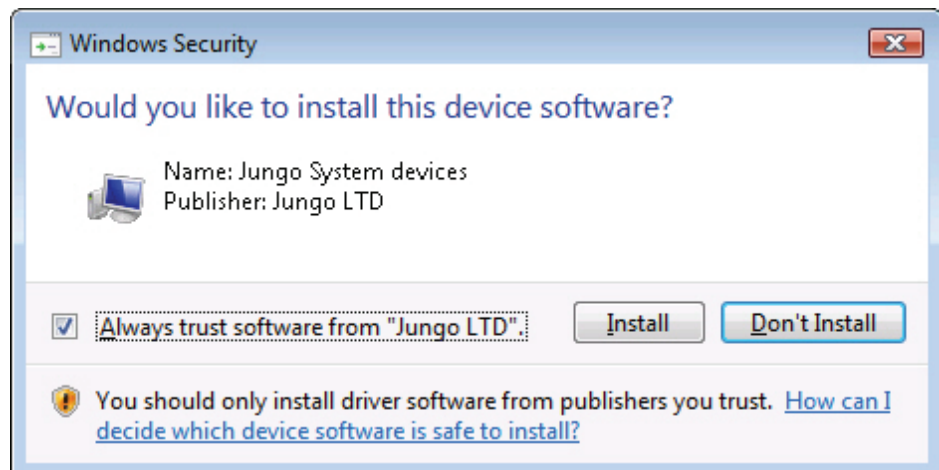 Windows Security
Would you like to install this device software?
Name: Jungo System devices
Publisher: Jungo LTD
Always trust software from "Jungo LTD".
Install
Don't Install
You should only install driver software from publishers you trust. How can I
decide which device software is safe to install?